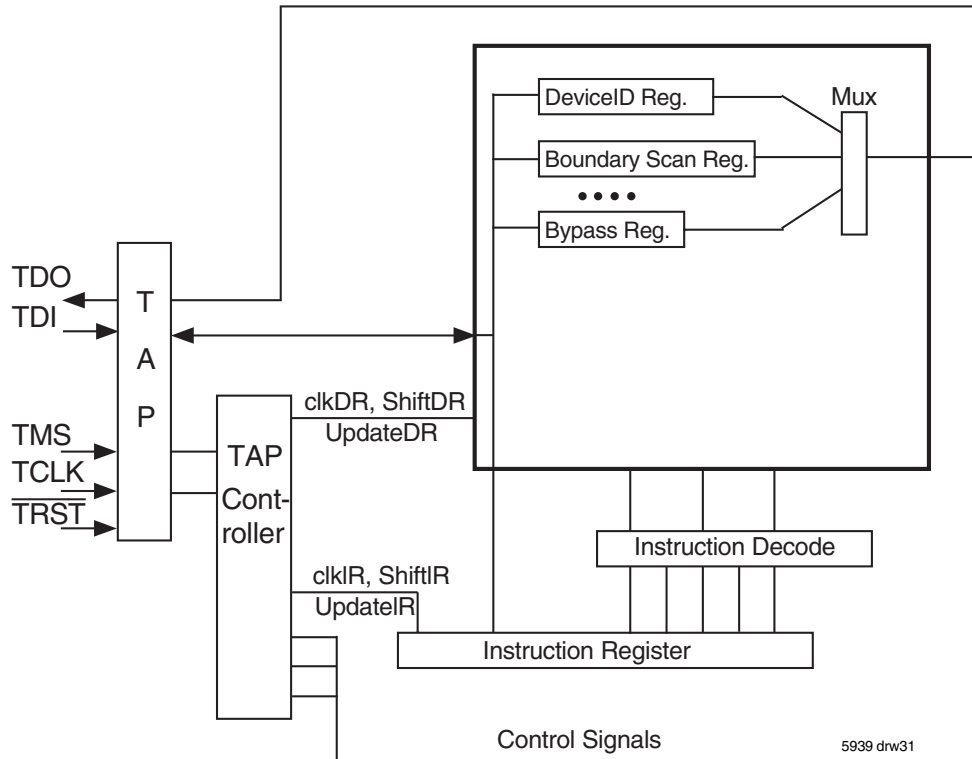 DeviceID Reg.
Mux
Boundary Scan Reg.
Bypass Reg.
TDO
TDI
T
A
P
TMS
TCLK
TRST
clkDR, ShiftDR
UpdateDR
TAP
Cont-
roller
Instruction Decode
clkIR, ShiftIR
UpdateIR
Instruction Register
Control Signals
5939 drw31